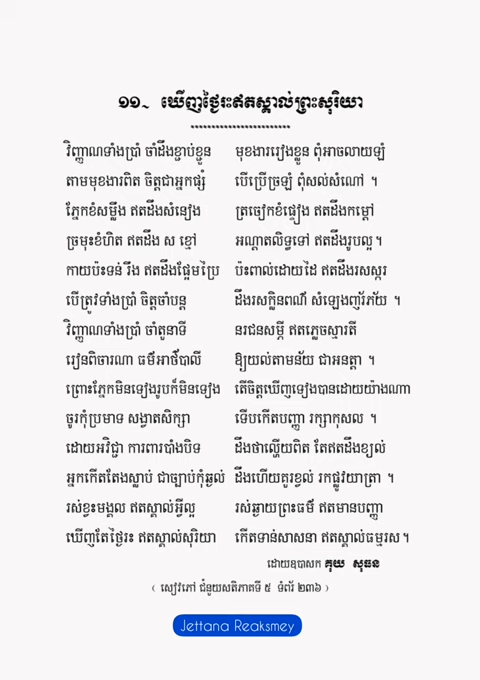 ១១~ ឃើញថ្ងៃរះឥតស្គាល់ព្រះសុរិយា
វិញ្ញាណទាំងប្រាំ ចាំដឹងខ្ជាប់ខ្ជួន មុខងាររៀងខ្លួន ពុំអាចលាយឡំ
តាមមុខងារពិត ចិត្តជាអ្នកផ្សំ បើប្រើច្រឡំ ពុំសល់សំណៅ ។
ភ្នែកខំសម្លឹង ឥតដឹងសំនៀង ត្រចៀកខំផ្ទៀង ឥតដឹងកម្ដៅ
ច្រមុះខំហិត ឥតដឹង ស ខ្មៅ អណ្ដាតលិទ្ធទៅ ឥតដឹងរូបល្អ ។
កាយប៉ះទន់ រឹង ឥតដឹងផ្អែមប្រៃ ប៉ះពាល់ដោយដៃ ឥតដឹងរសស្ករ
បើត្រូវទាំងប្រាំ ចិត្តចាំបន្ត ដឹងរសក្លិនពណ៌ សំឡេងញ័រភ័យ ។
វិញ្ញាណទាំងប្រាំ ចាំតួនាទី នរជនសម្ភី ឥតភ្លេចស្មារតី
រៀនពិចារណា ធម៌អាថ៌បាលី ឱ្យយល់តាមន័យ ជាអនត្តា ។
ព្រោះភ្នែកមិនទៀងរូបក៏មិនទៀង តើចិត្តឃើញទៀងបានដោយយ៉ាងណា
ចូរកុំប្រមាទ សង្វាតសិក្សា ទើបកើតបញ្ញា រក្សាកុសល ។
ដោយអវិជ្ជា ការពារបាំងបិទ ដឹងថាល្ហើយពិត តែឥតដឹងខ្យល់
អ្នកកើតតែងស្លាប់ ជាច្បាប់កុំឆ្ងល់ ដឹងហើយគួរខ្វល់ រកផ្លូវយាត្រា ។
រស់ខ្វះមង្គល ឥតស្គាល់អ្វីល្អ រស់ឆ្ងាយព្រះធម៌ ឥតមានបញ្ញា
ឃើញតែថ្ងៃរះ ឥតស្គាល់សុរិយា កើតទាន់សាសនា ឥតស្គាល់ធម្មរស ។
ដោយឧបាសក គុយ សុធន
( សៀវភៅ ជំនួយសតិភាគទី ៥ ទំព័រ ២៣៦ )
Jettana Reaksmey